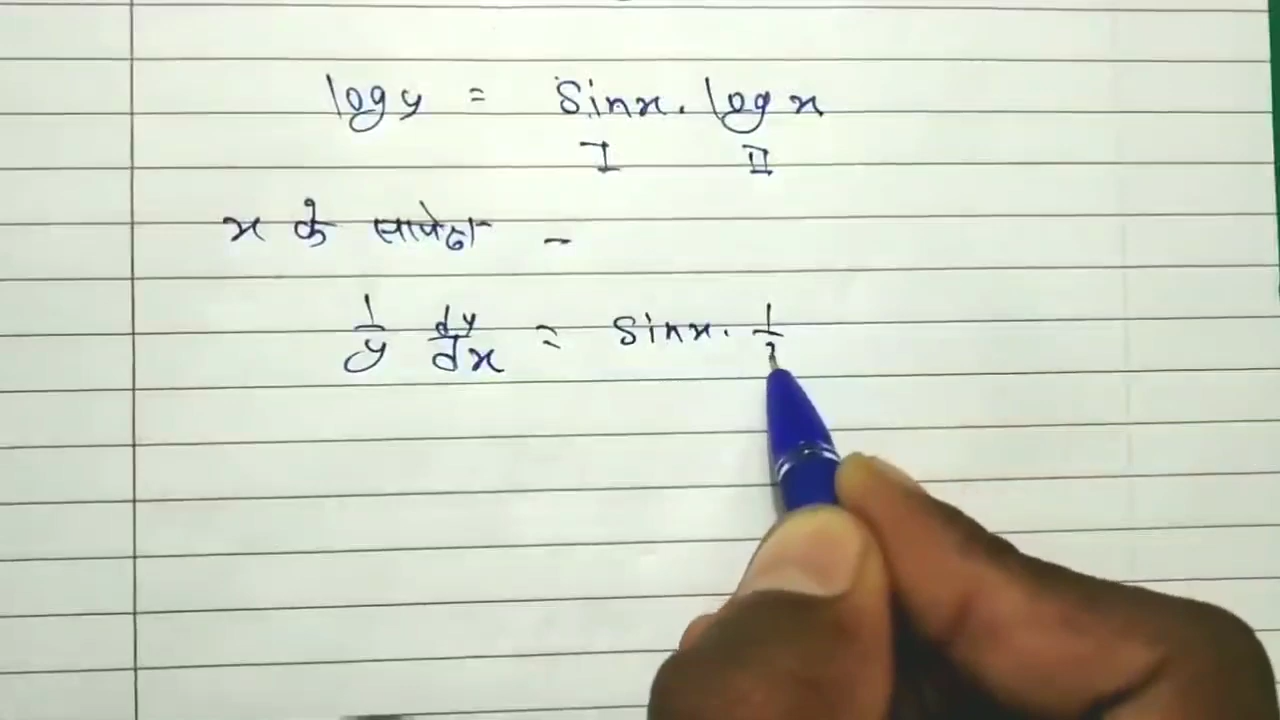 log y = Sinx . log x
I II
x के सापेक्ष -
1/y dy/dx = Sinx . 1/